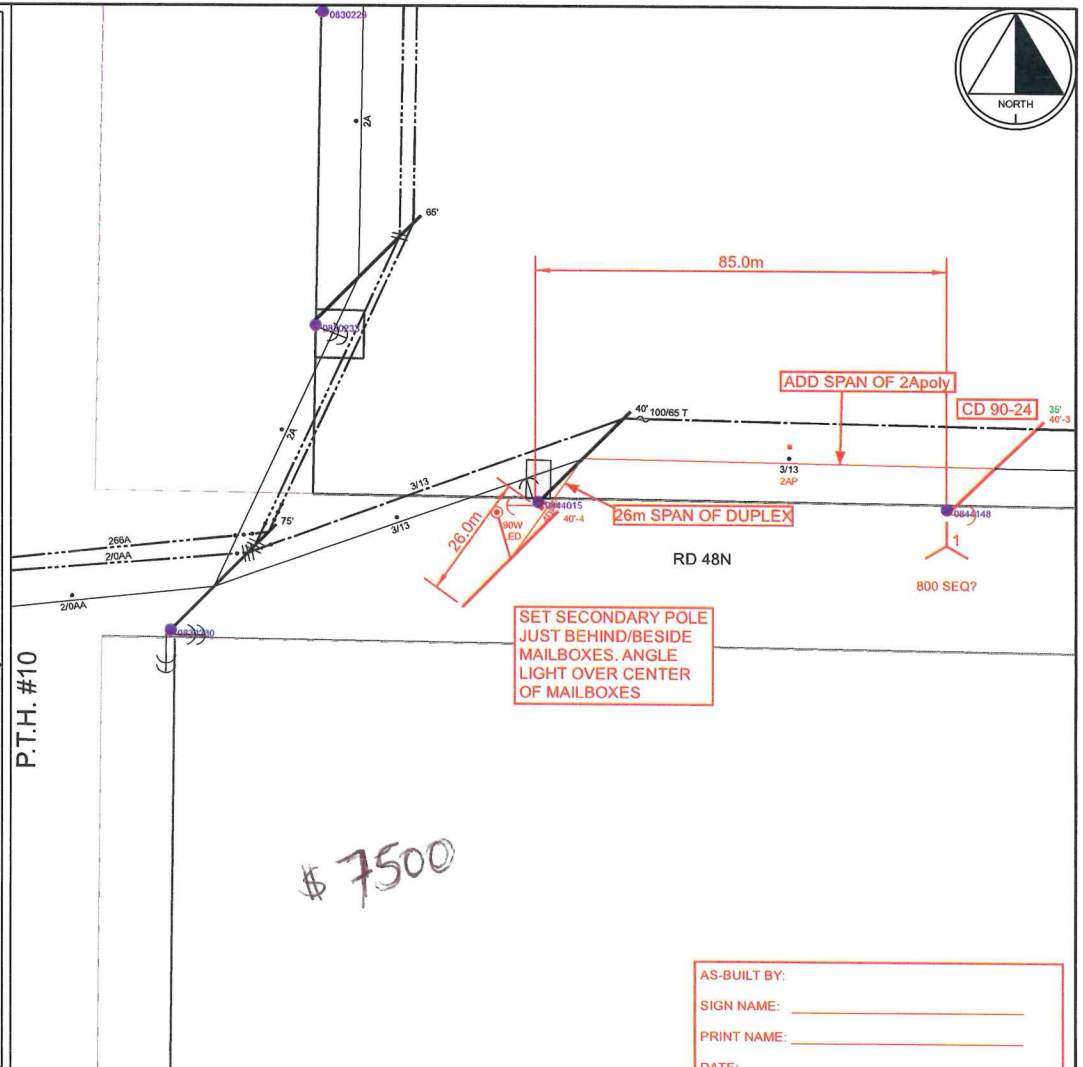 0830229
NORTH
2A
65'
85.0m
2A
ADD SPAN OF 2Apoly
CD 90-24
35'
40'-3
40'
100/65 T
3/13
2AP
3/13
3/13
0844015
40'-4
26m SPAN OF DUPLEX
0844148
75'
26.0m
90W
LED
266A
2/0AA
2/0AA
RD 48N
1
800 SEQ?
SET SECONDARY POLE
JUST BEHIND/BESIDE
MAILBOXES. ANGLE
LIGHT OVER CENTER
OF MAILBOXES
P.T.H. #10
$ 7500
AS-BUILT BY:
SIGN NAME:
PRINT NAME:
DATE: